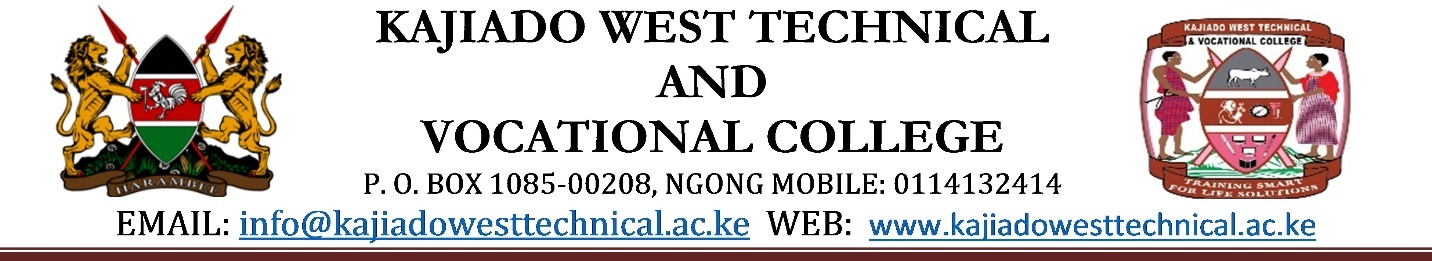 KAJIADO WEST TECHNICAL
AND
VOCATIONAL COLLEGE
P. O. BOX 1085-00208, NGONG MOBILE: 0114132414
EMAIL: info@kajiadowesttechnical.ac.ke WEB: www.kajiadowesttechnical.ac.ke
HARAMBEE
KAJIADO WEST TECHNICAL
& VOCATIONAL COLLEGE
TRAINING SMART
FOR LIFE SOLUTIONS